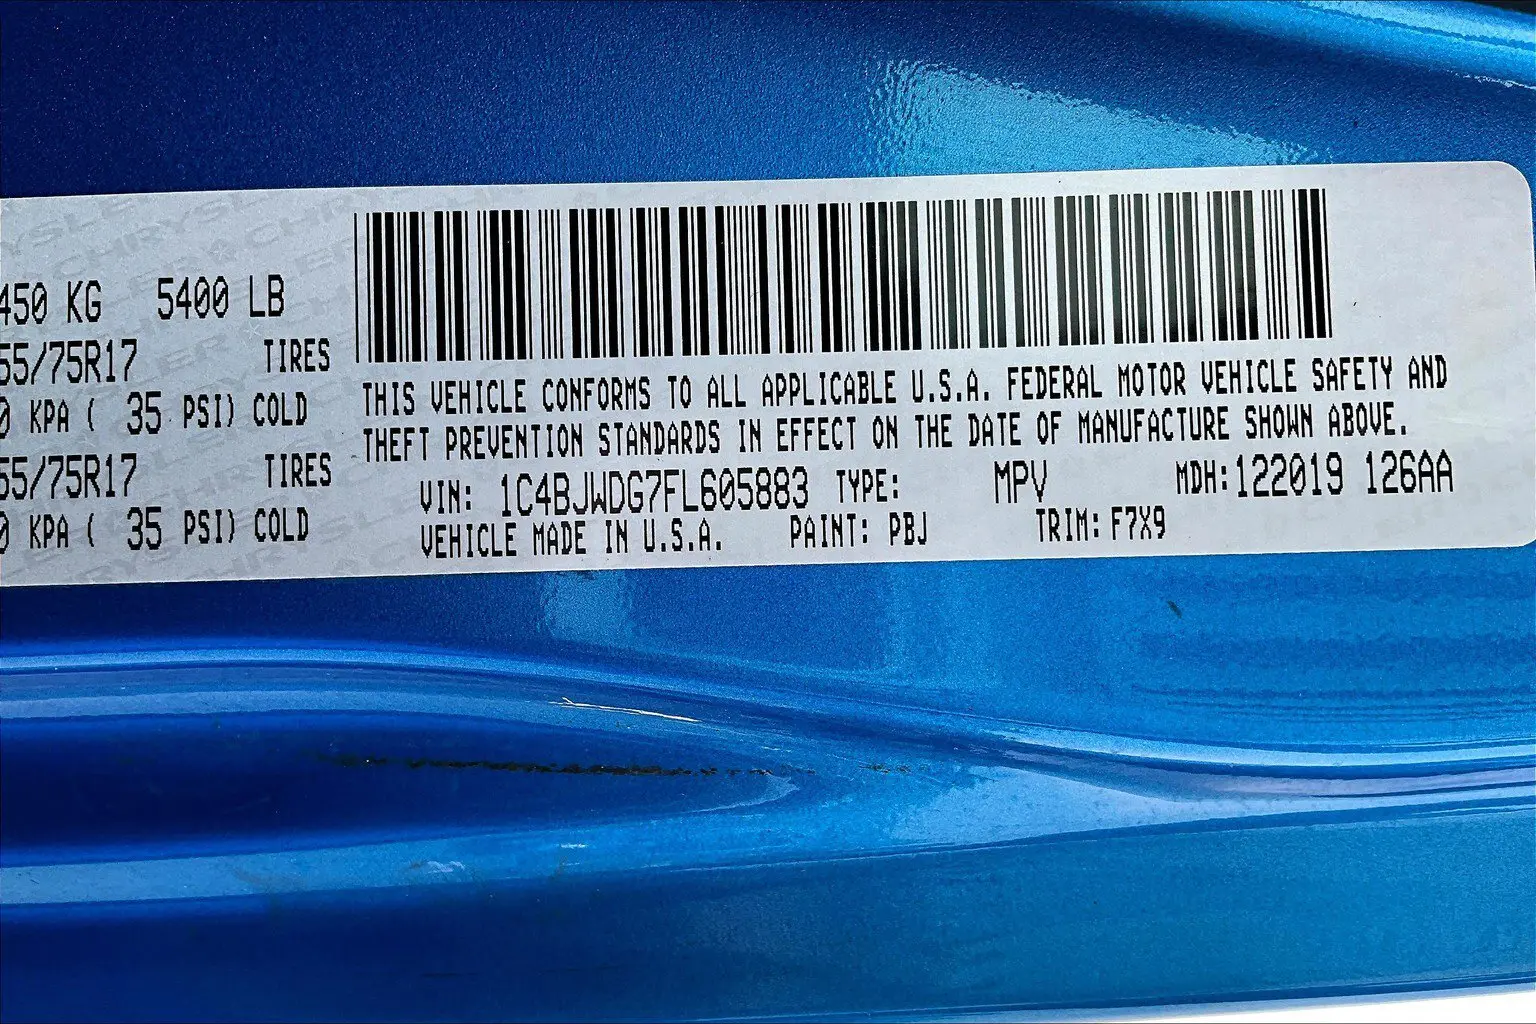 450 KG 5400 LB
55/75R17 TIRES
0 KPA ( 35 PSI) COLD
55/75R17 TIRES
0 KPA ( 35 PSI) COLD
THIS VEHICLE CONFORMS TO ALL APPLICABLE U.S.A. FEDERAL MOTOR VEHICLE SAFETY AND
THEFT PREVENTION STANDARDS IN EFFECT ON THE DATE OF MANUFACTURE SHOWN ABOVE.
VIN: 1C4BJWDG7FL605883 TYPE: MPV MDH:122019 126AA
VEHICLE MADE IN U.S.A. PAINT: PBJ TRIM: F7X9